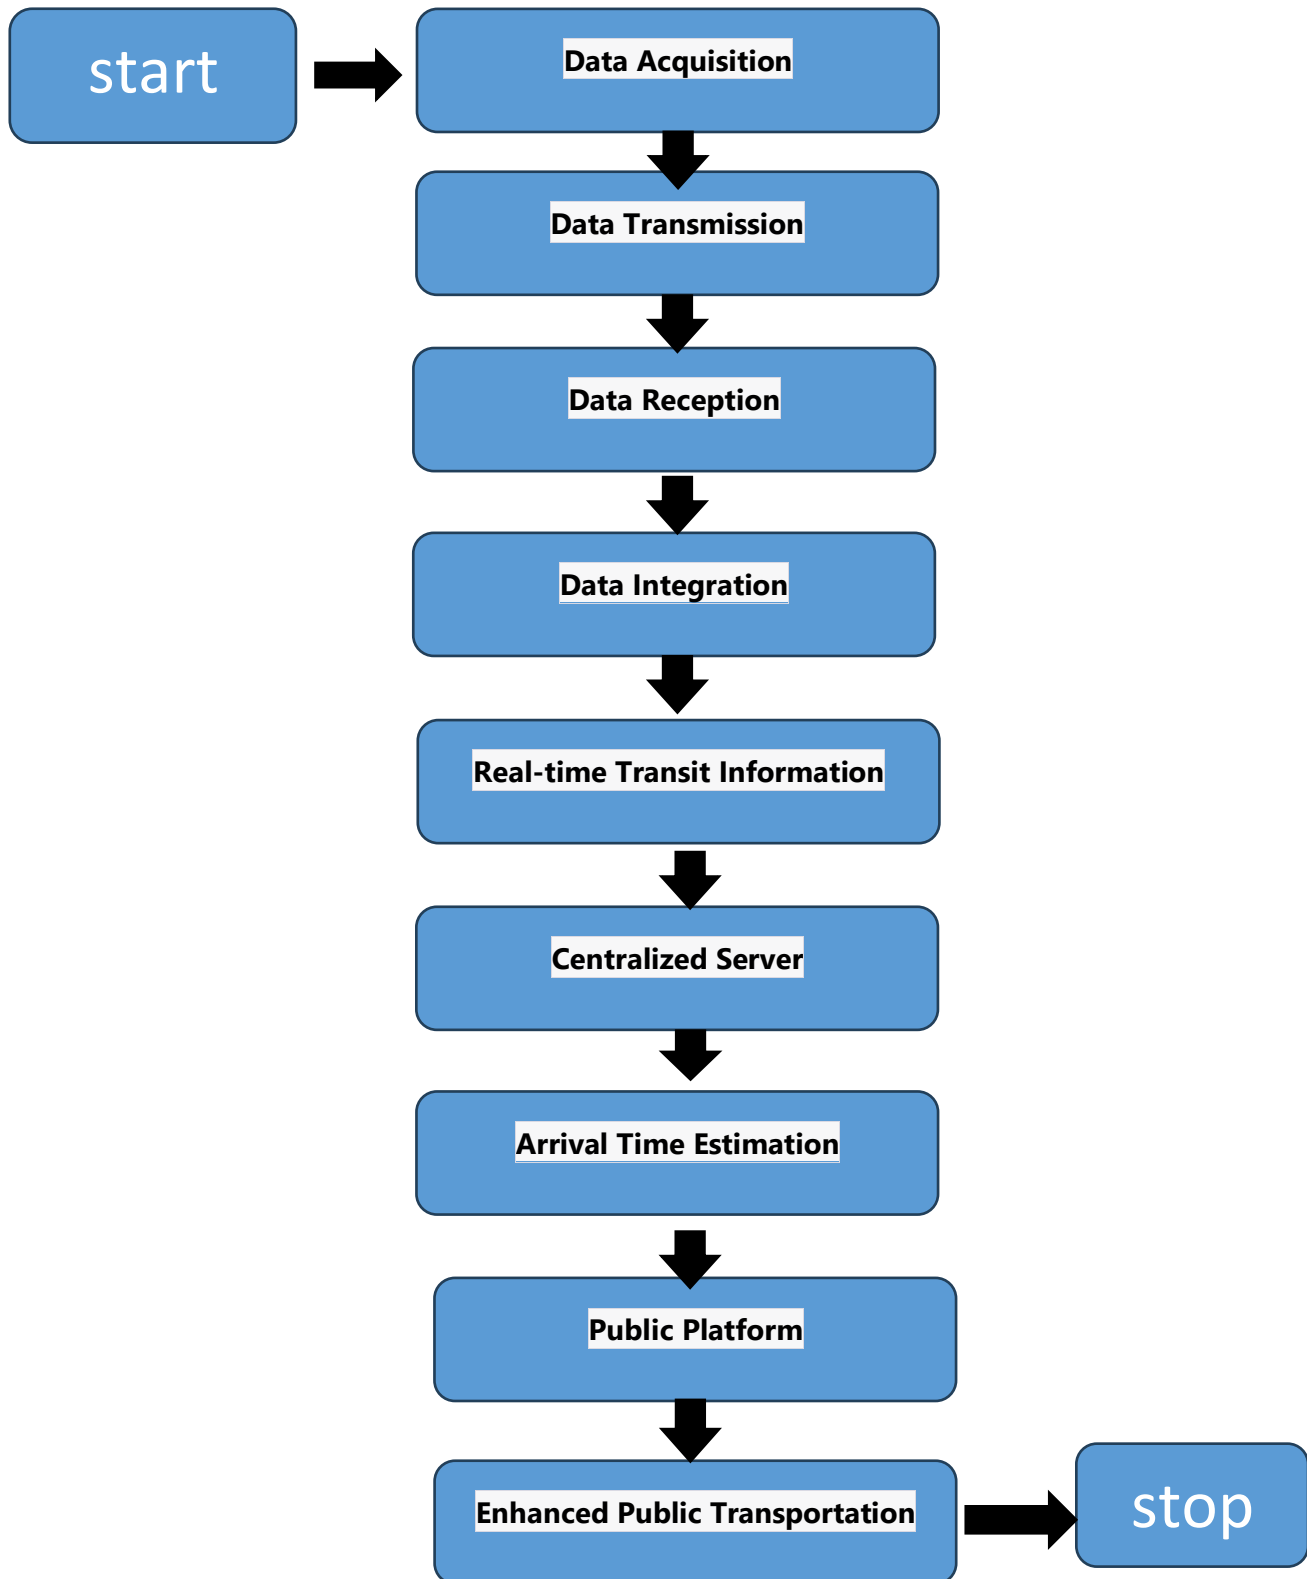 start
Data Acquisition
Data Transmission
Data Reception
Data Integration
Real-time Transit Information
Centralized Server
Arrival Time Estimation
Public Platform
Enhanced Public Transportation
stop